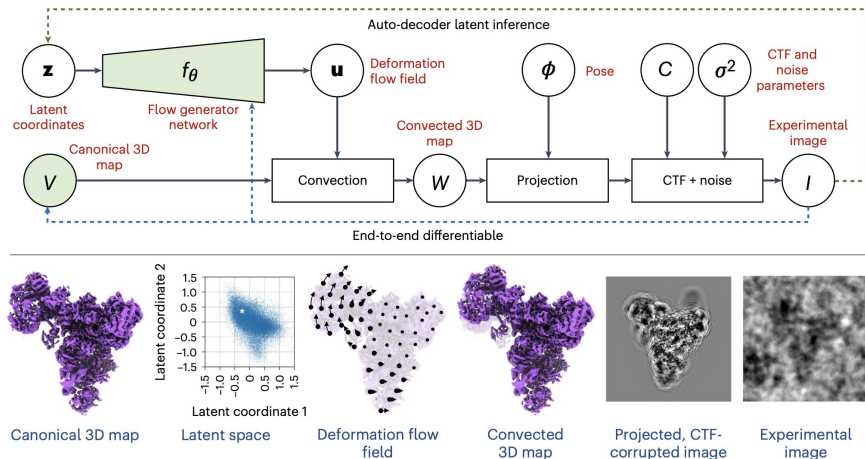 Auto-decoder latent inference
z
fθ
u
Deformation
flow field
ϕ
Pose
C
σ²
CTF and
noise
parameters
Latent
coordinates
Flow generator
network
Canonical 3D
map
Convected 3D
map
Experimental
image
V
Convection
W
Projection
CTF + noise
I
End-to-end differentiable
Latent coordinate 2
1.5
1.0
0.5
0
−0.5
−1.0
−1.5
−1.5
−1.0
−0.5
0
0.5
1.0
1.5
Latent coordinate 1
Canonical 3D map
Latent space
Deformation flow
field
Convected
3D map
Projected, CTF-
corrupted image
Experimental
image